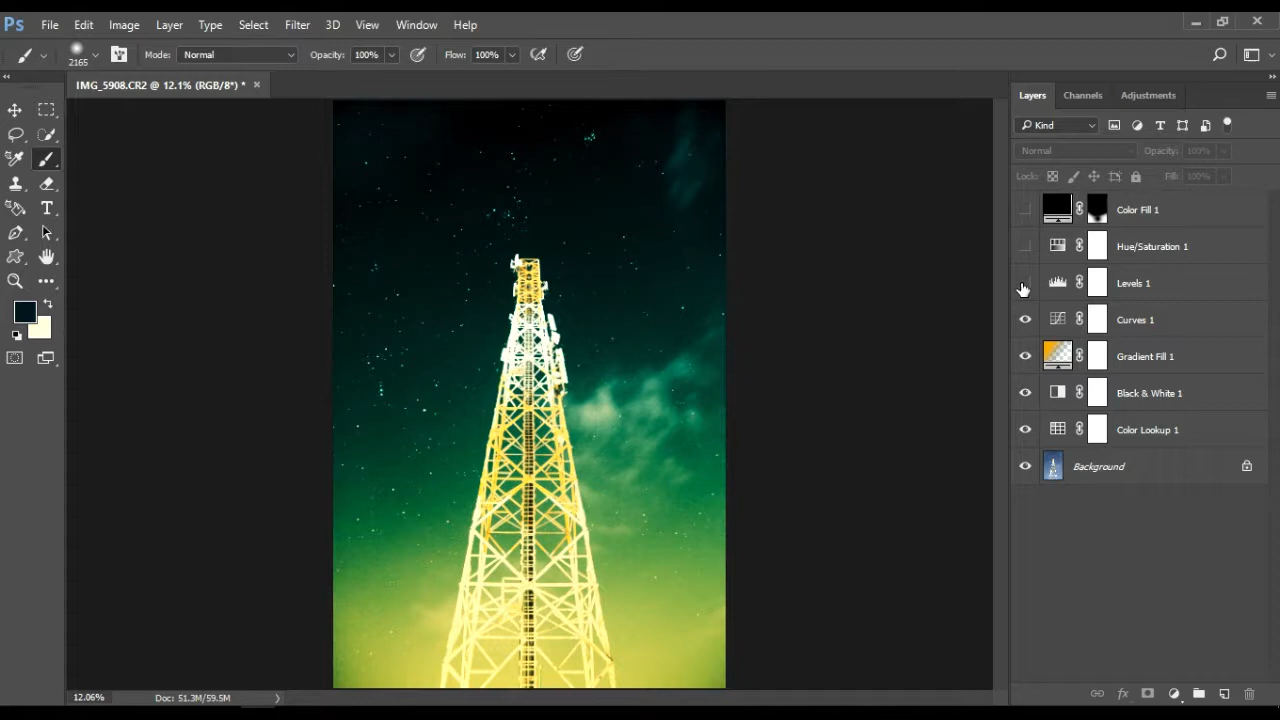 Ps File Edit Image Layer Type Select Filter 3D View Window Help
2165 Mode: Normal Opacity: 100% Flow: 100%
IMG_5908.CR2 @ 12.1% (RGB/8*) * ×
Layers Channels Adjustments
Kind
Normal Opacity: 100%
Lock: Fill: 100%
Color Fill 1
Hue/Saturation 1
Levels 1
Curves 1
Gradient Fill 1
Black & White 1
Color Lookup 1
Background
12.06% Doc: 51.3M/59.5M